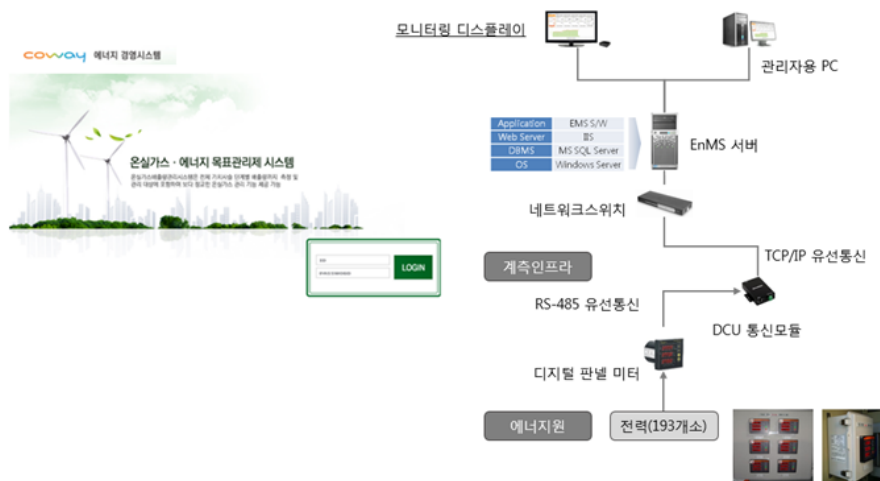 coway 에너지 경영시스템
온실가스 · 에너지 목표관리제 시스템
LOGIN
모니터링 디스플레이
관리자용 PC
Application EMS S/W
Web Server IIS
DBMS MS SQL Server
OS Windows Server
EnMS 서버
네트워크스위치
TCP/IP 유선통신
계측인프라
RS-485 유선통신
DCU 통신모듈
디지털 판넬 미터
에너지원
전력(193개소)